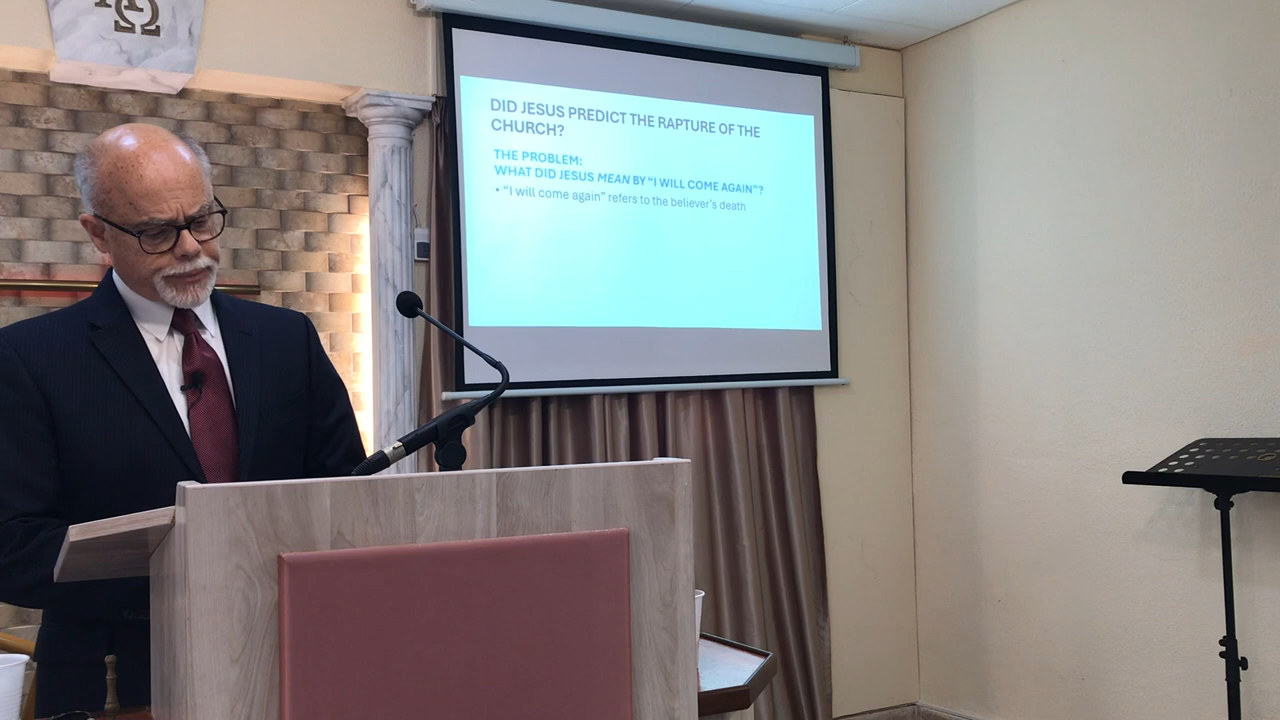 ΑΩ
DID JESUS PREDICT THE RAPTURE OF THE
CHURCH?
THE PROBLEM:
WHAT DID JESUS MEAN BY “I WILL COME AGAIN”?
• “I will come again” refers to the believer’s death